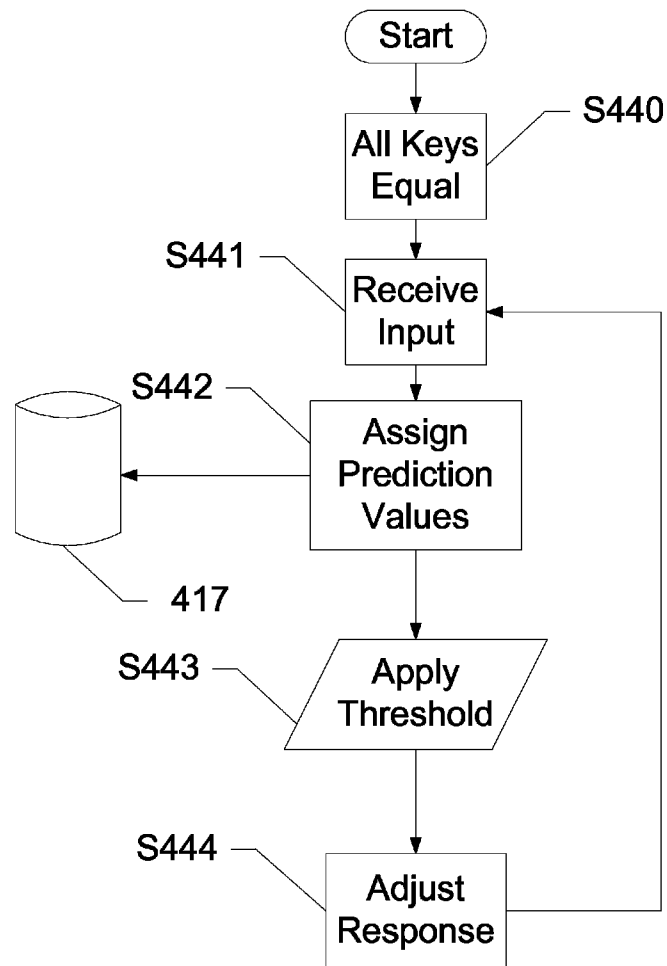 Start
S440
All Keys
Equal
S441
Receive
Input
S442
Assign
Prediction
Values
417
S443
Apply
Threshold
S444
Adjust
Response